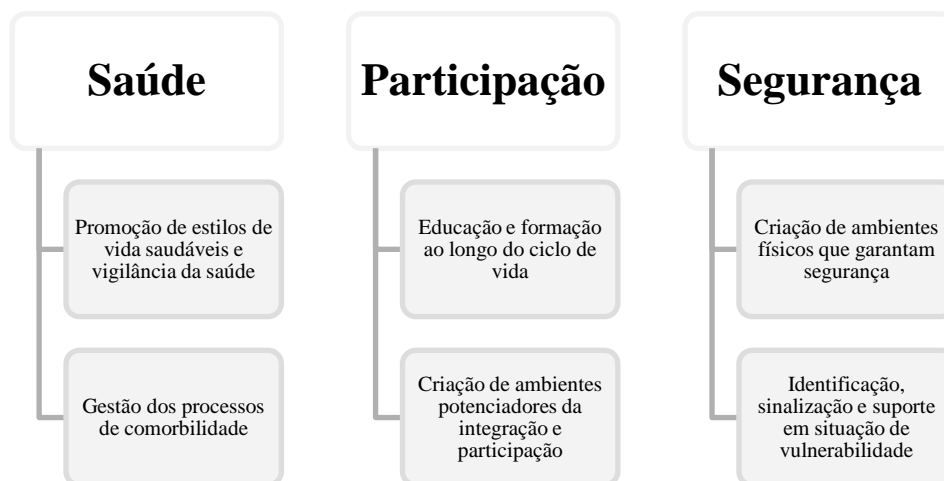 Saúde
Promoção de estilos de
vida saudáveis e
vigilância da saúde
Gestão dos processos
de comorbilidade
Participação
Educação e formação
ao longo do ciclo de
vida
Criação de ambientes
potenciadores da
integração e
participação
Segurança
Criação de ambientes
físicos que garantam
segurança
Identificação,
sinalização e suporte
em situação de
vulnerabilidade